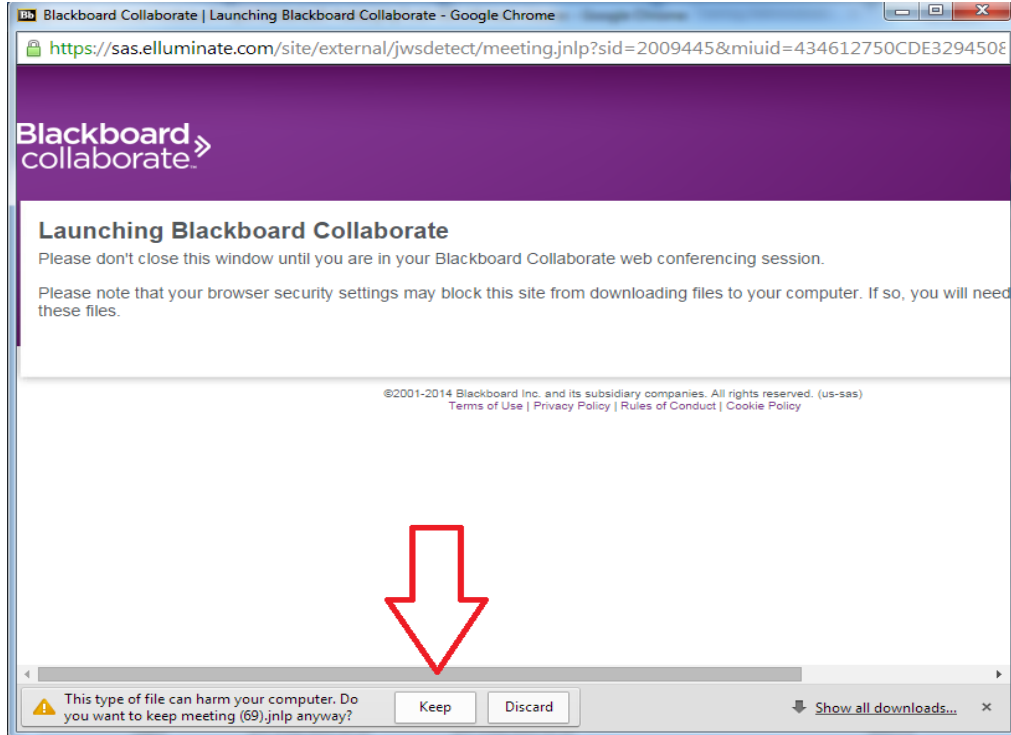 Blackboard Collaborate | Launching Blackboard Collaborate - Google Chrome
https://sas.elluminate.com/site/external/jwsdetect/meeting.jnlp?sid=2009445&miuid=434612750CDE3294508
Blackboard
collaborate™
Launching Blackboard Collaborate
Please don't close this window until you are in your Blackboard Collaborate web conferencing session.
Please note that your browser security settings may block this site from downloading files to your computer. If so, you will need
these files.
©2001-2014 Blackboard Inc. and its subsidiary companies. All rights reserved. (us-sas)
Terms of Use | Privacy Policy | Rules of Conduct | Cookie Policy
This type of file can harm your computer. Do
you want to keep meeting (69).jnlp anyway?
Keep
Discard
Show all downloads...